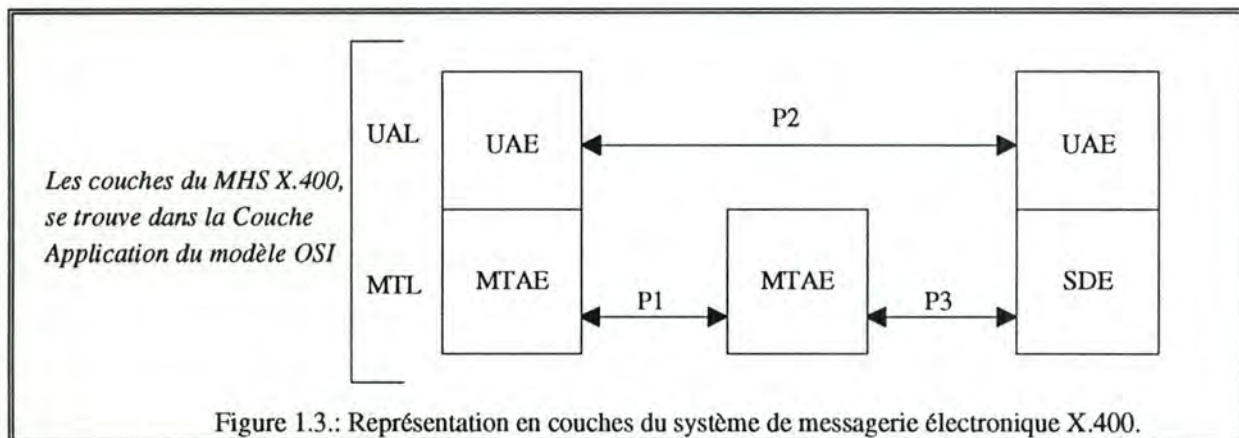 Les couches du MHS X.400,
se trouve dans la Couche
Application du modèle OSI
UAL
UAE
P2
UAE
MTL
MTAE
P1
MTAE
P3
SDE
Figure 1.3.: Représentation en couches du système de messagerie électronique X.400.